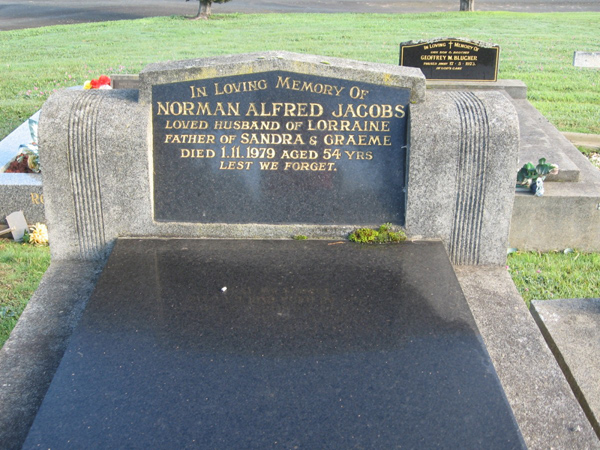 In Loving Memory Of
NORMAN ALFRED JACOBS
LOVED HUSBAND OF LORRAINE
FATHER OF SANDRA & GRAEME
DIED 1.11.1979 AGED 54 YRS
LEST WE FORGET.
In Loving Memory Of
GEOFFREY M. BLUCHER